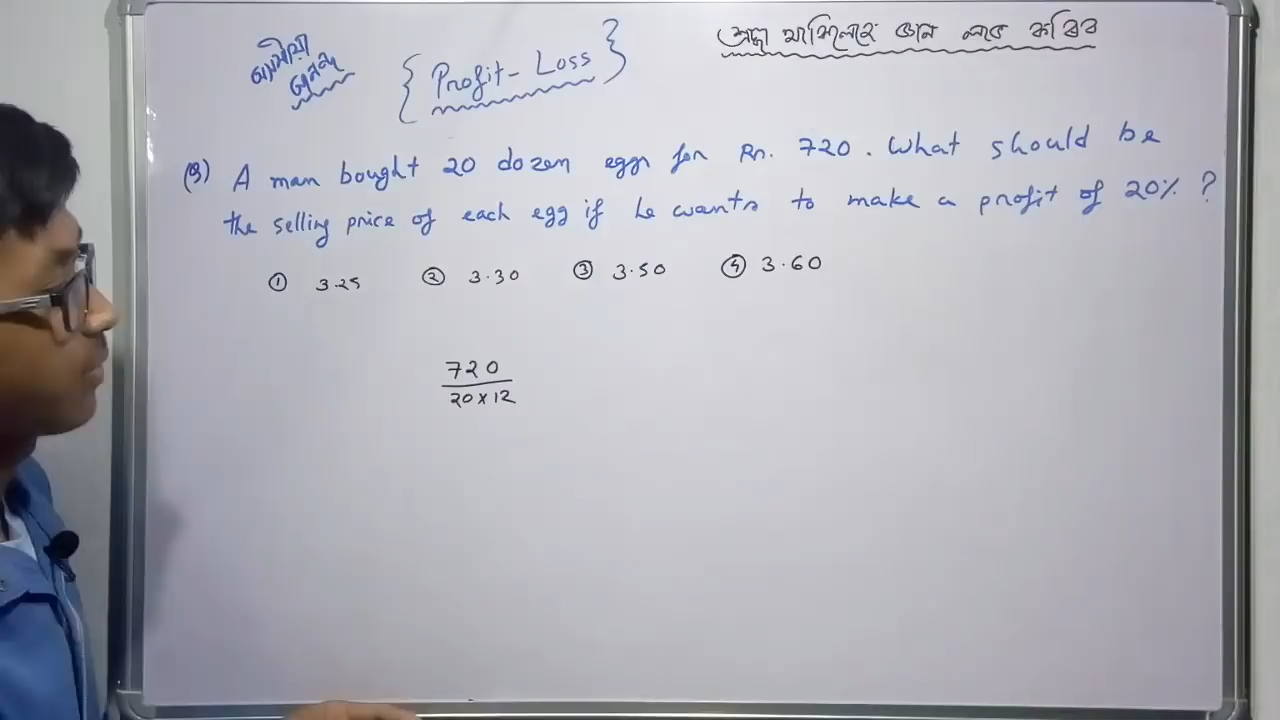 {Profit-Loss}
(Q) A man bought 20 dozen eggs for Rs. 720. What should be
the selling price of each egg if he wants to make a profit of 20% ?
① 3.25 ② 3.30 ③ 3.50 ④ 3.60
720
20 x 12